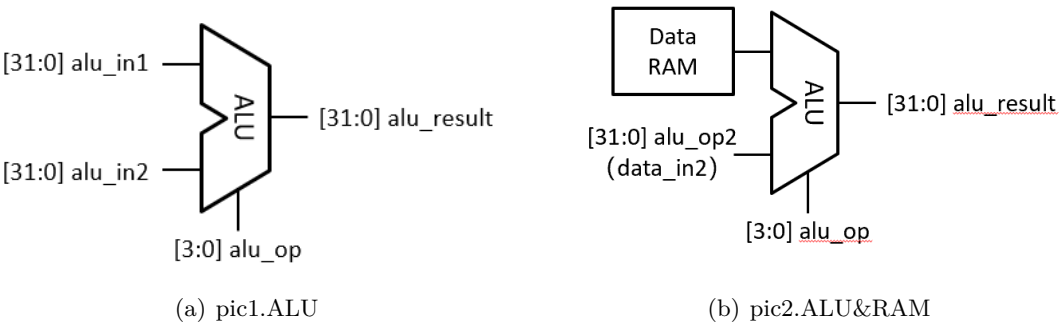 [31:0] alu_in1
ALU
[31:0] alu_result
[31:0] alu_in2
[3:0] alu_op
(a) pic1.ALU
Data
RAM
ALU
[31:0] alu_result
[31:0] alu_op2
(data_in2)
[3:0] alu_op
(b) pic2.ALU&RAM